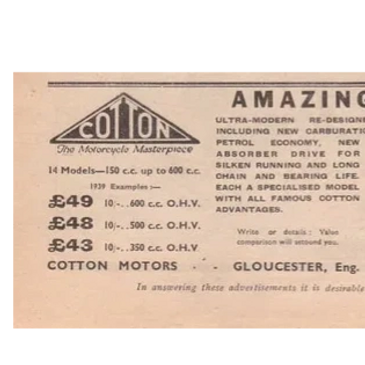 COTTON
The Motorcycle Masterpiece
14 Models—150 c.c. up to 600 c.c.
1939 Examples :—
£49 10/-..600 c.c. O.H.V.
£48 10/-..500 c.c. O.H.V.
£43 10/-..350 c.c. O.H.V
AMAZING
ULTRA-MODERN RE-DESIGN
INCLUDING NEW CARBURATI
PETROL ECONOMY, NEW
ABSORBER DRIVE FOR
SILKEN RUNNING AND LONG
CHAIN AND BEARING LIFE.
EACH A SPECIALISED MODEL
WITH ALL FAMOUS COTTON
ADVANTAGES.
Write or details: Value
comparison will astound you.
COTTON MOTORS - - GLOUCESTER, Eng.
In answering these advertisements it is desirable